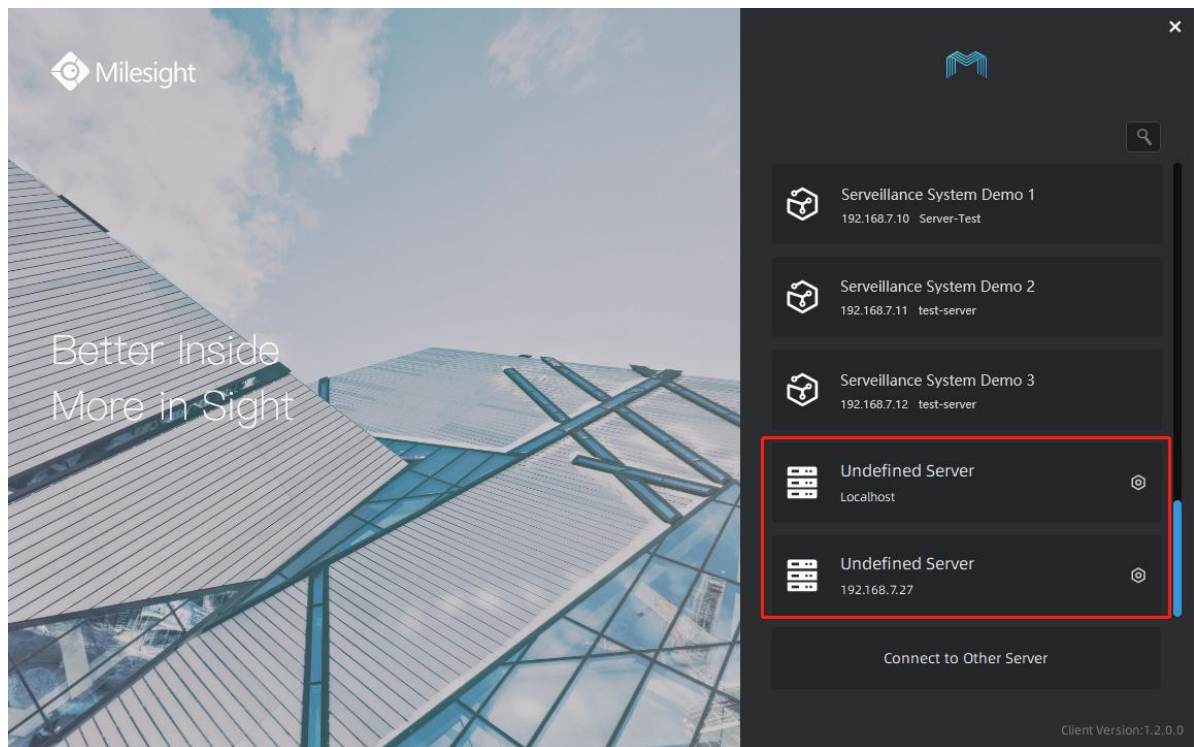 Milesight
Better Inside
More in Sight
Serveillance System Demo 1
192.168.7.10 Server-Test
Serveillance System Demo 2
192.168.7.11 test-server
Serveillance System Demo 3
192.168.7.12 test-server
Undefined Server
Localhost
Undefined Server
192.168.7.27
Connect to Other Server
Client Version:1.2.0.0